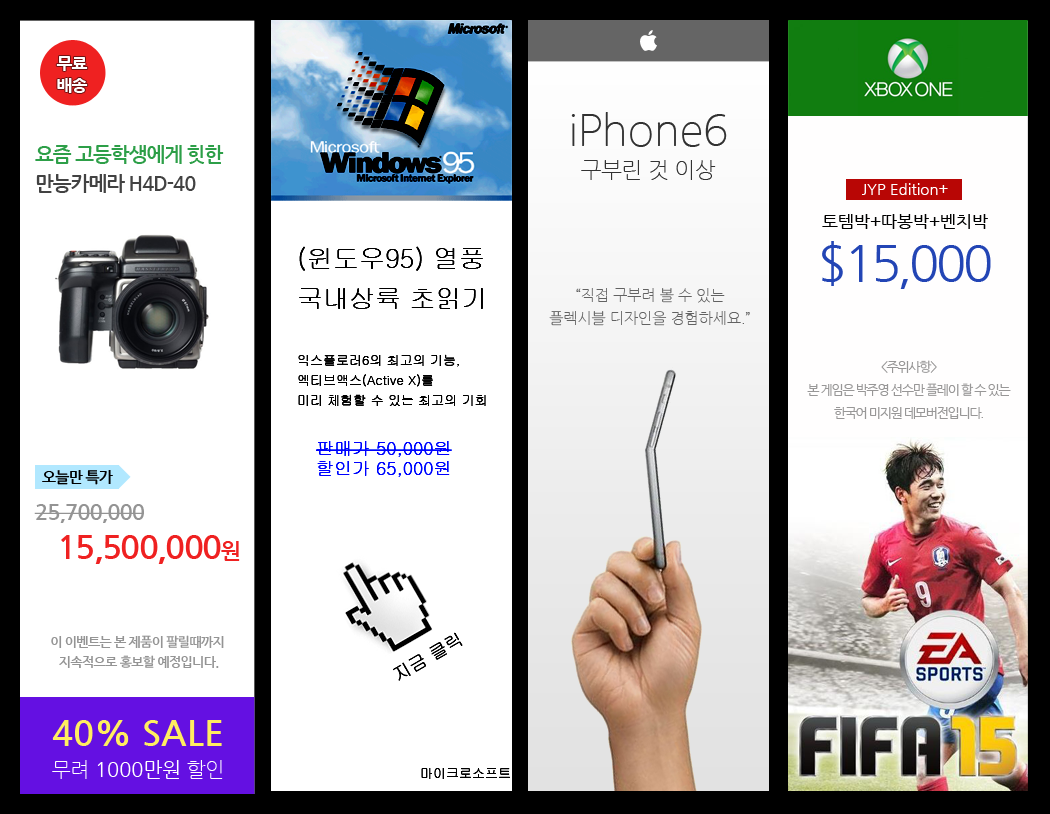 무료
배송
요즘 고등학생에게 힛한
만능카메라 H4D-40
오늘만 특가
25,700,000
15,500,000원
이 이벤트는 본 제품이 팔릴때까지
지속적으로 홍보할 예정입니다.
40% SALE
무려 1000만원 할인
Microsoft
Microsoft
Windows 95
Microsoft Internet Explorer
(윈도우95) 열풍
국내상륙 초읽기
익스플로러6의 최고의 기능,
엑티브액스(Active X)를
미리 체험할 수 있는 최고의 기회
판매가 50,000원
할인가 65,000원
지금 클릭
마이크로소프트
iPhone6
구부린 것 이상
“직접 구부려 볼 수 있는
플렉시블 디자인을 경험하세요.”
XBOX ONE
JYP Edition+
토템박+따봉박+벤치박
$15,000
<주위사항>
본 게임은 박주영 선수만 플레이 할 수 있는
한국어 미지원 데모버전입니다.
9
EA
SPORTS
FIFA 15